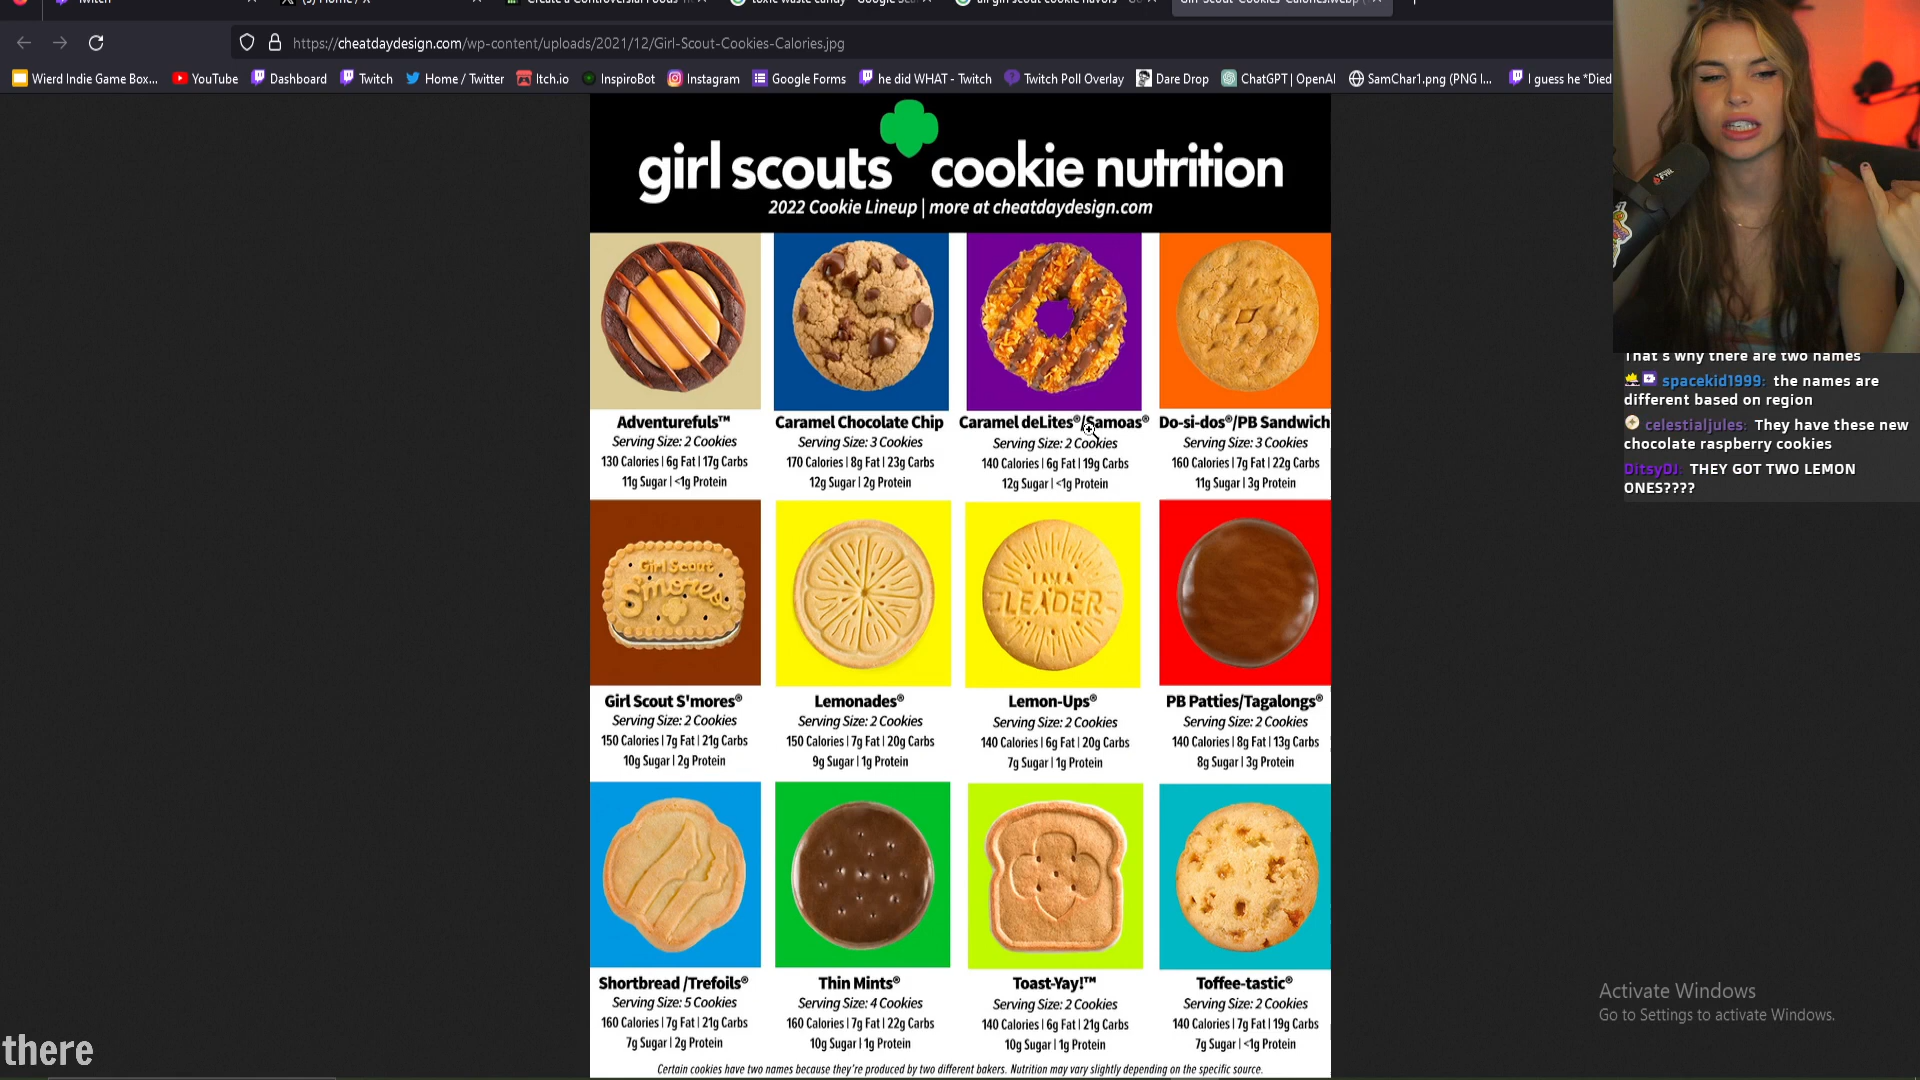 https://cheatdaydesign.com/wp-content/uploads/2021/12/Girl-Scout-Cookies-Calories.jpg
Wierd Indie Game Box... YouTube Dashboard Twitch Home / Twitter Itch.io InspiroBot Instagram Google Forms he did WHAT - Twitch Twitch Poll Overlay Dare Drop ChatGPT | OpenAI SamChar1.png (PNG I... I guess he *Died
girl scouts cookie nutrition
2022 Cookie Lineup | more at cheatdaydesign.com
Adventurefuls™ Caramel Chocolate Chip Caramel deLites®/Samoas® Do-si-dos®/PB Sandwich
Serving Size: 2 Cookies Serving Size: 3 Cookies Serving Size: 2 Cookies Serving Size: 3 Cookies
130 Calories | 6g Fat | 17g Carbs 170 Calories | 8g Fat | 23g Carbs 140 Calories | 6g Fat | 19g Carbs 160 Calories | 7g Fat | 22g Carbs
11g Sugar | <1g Protein 12g Sugar | 2g Protein 12g Sugar | <1g Protein 11g Sugar | 3g Protein
Girl Scout
S'mores
I AM A
LEADER
Girl Scout S'mores® Lemonades® Lemon-Ups® PB Patties/Tagalongs®
Serving Size: 2 Cookies Serving Size: 2 Cookies Serving Size: 2 Cookies Serving Size: 2 Cookies
150 Calories | 7g Fat | 21g Carbs 150 Calories | 7g Fat | 20g Carbs 140 Calories | 6g Fat | 20g Carbs 140 Calories | 8g Fat | 13g Carbs
10g Sugar | 2g Protein 9g Sugar | 1g Protein 7g Sugar | 1g Protein 8g Sugar | 3g Protein
Shortbread /Trefoils® Thin Mints® Toast-Yay!™ Toffee-tastic®
Serving Size: 5 Cookies Serving Size: 4 Cookies Serving Size: 2 Cookies Serving Size: 2 Cookies
160 Calories | 7g Fat | 21g Carbs 160 Calories | 7g Fat | 22g Carbs 140 Calories | 6g Fat | 21g Carbs 140 Calories | 7g Fat | 19g Carbs
7g Sugar | 2g Protein 10g Sugar | 1g Protein 10g Sugar | 1g Protein 7g Sugar | <1g Protein
Certain cookies have two names because they're produced by two different bakers. Nutrition may vary slightly depending on the specific source.
That's why there are two names
spacekid1999: the names are
different based on region
celestialjules: They have these new
chocolate raspberry cookies
DitsyDJ: THEY GOT TWO LEMON
ONES????
Activate Windows
Go to Settings to activate Windows.
there